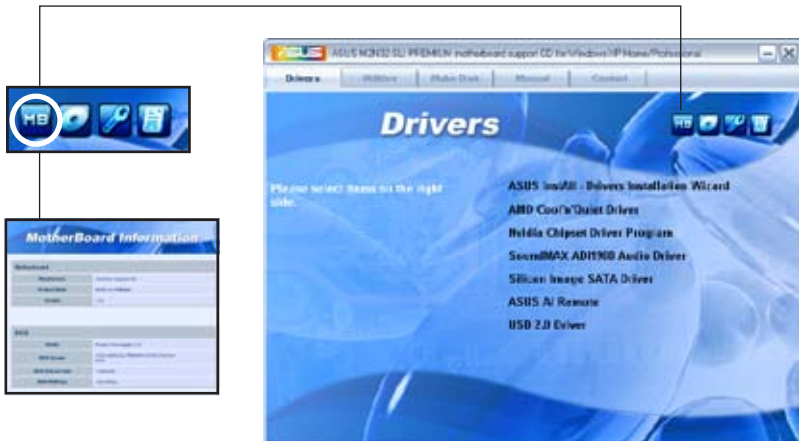 ASUS M2N32 SLI PREMIUM motherboard support CD for Windows XP Home/Professional
Drivers Utilities Make Disk Manual Contact
MB
Drivers
MB
Please select items on the right
side.
ASUS InstAll - Drivers Installation Wizard
AMD Cool'n'Quiet Driver
Nvidia Chipset Driver Program
SoundMAX ADI1988 Audio Driver
Silicon Image SATA Driver
ASUS AI Remote
USB 2.0 Driver
MotherBoard Information
Motherboard
BIOS